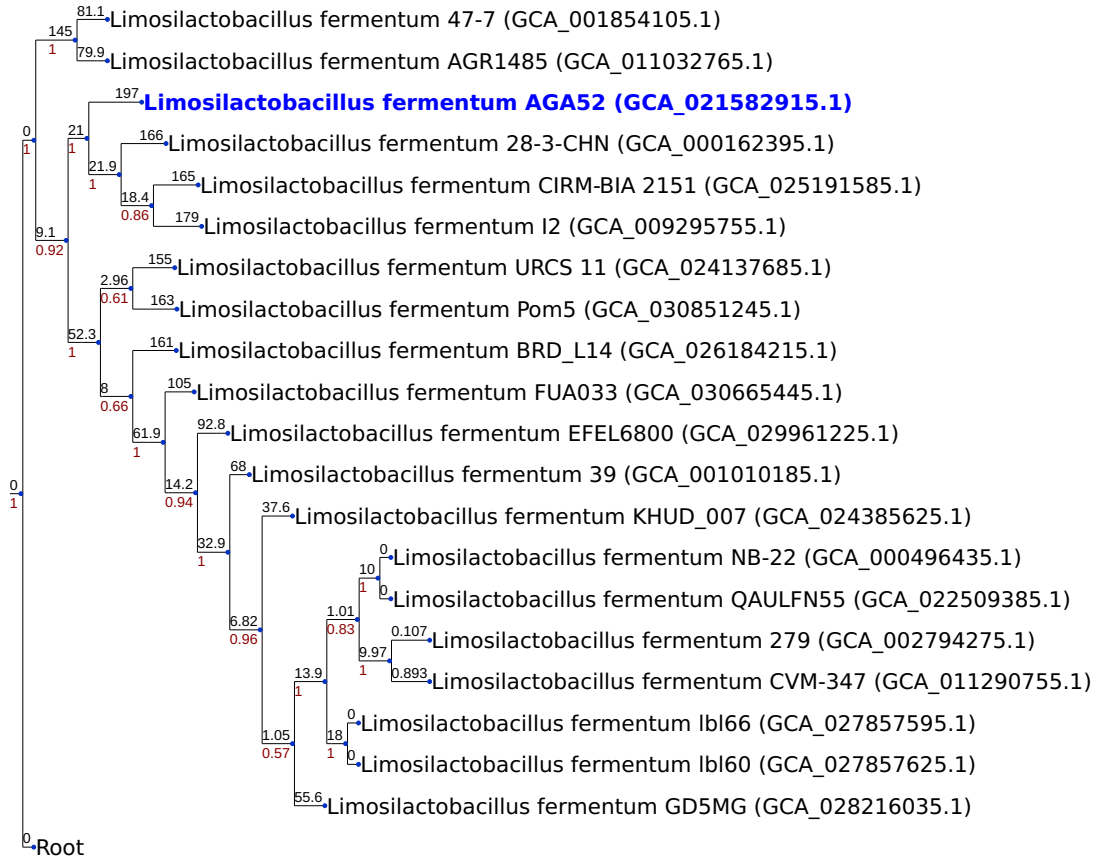 81.1
Limosilactobacillus fermentum 47-7 (GCA_001854105.1)
145
1
79.9
Limosilactobacillus fermentum AGR1485 (GCA_011032765.1)
197
Limosilactobacillus fermentum AGA52 (GCA_021582915.1)
0
1
21
1
166
Limosilactobacillus fermentum 28-3-CHN (GCA_000162395.1)
21.9
1
165
Limosilactobacillus fermentum CIRM-BIA 2151 (GCA_025191585.1)
18.4
0.86
179
Limosilactobacillus fermentum I2 (GCA_009295755.1)
9.1
0.92
155
Limosilactobacillus fermentum URCS 11 (GCA_024137685.1)
2.96
0.61
163
Limosilactobacillus fermentum Pom5 (GCA_030851245.1)
52.3
1
161
Limosilactobacillus fermentum BRD_L14 (GCA_026184215.1)
8
0.66
105
Limosilactobacillus fermentum FUA033 (GCA_030665445.1)
61.9
1
92.8
Limosilactobacillus fermentum EFEL6800 (GCA_029961225.1)
68
Limosilactobacillus fermentum 39 (GCA_001010185.1)
0
1
14.2
0.94
37.6
Limosilactobacillus fermentum KHUD_007 (GCA_024385625.1)
32.9
1
0
Limosilactobacillus fermentum NB-22 (GCA_000496435.1)
10
1
0
Limosilactobacillus fermentum QAULFN55 (GCA_022509385.1)
1.01
0.83
6.82
0.96
0.107
Limosilactobacillus fermentum 279 (GCA_002794275.1)
9.97
1
0.893
Limosilactobacillus fermentum CVM-347 (GCA_011290755.1)
13.9
1
0
Limosilactobacillus fermentum lbl66 (GCA_027857595.1)
1.05
0.57
18
1
0
Limosilactobacillus fermentum lbl60 (GCA_027857625.1)
55.6
Limosilactobacillus fermentum GD5MG (GCA_028216035.1)
0
Root